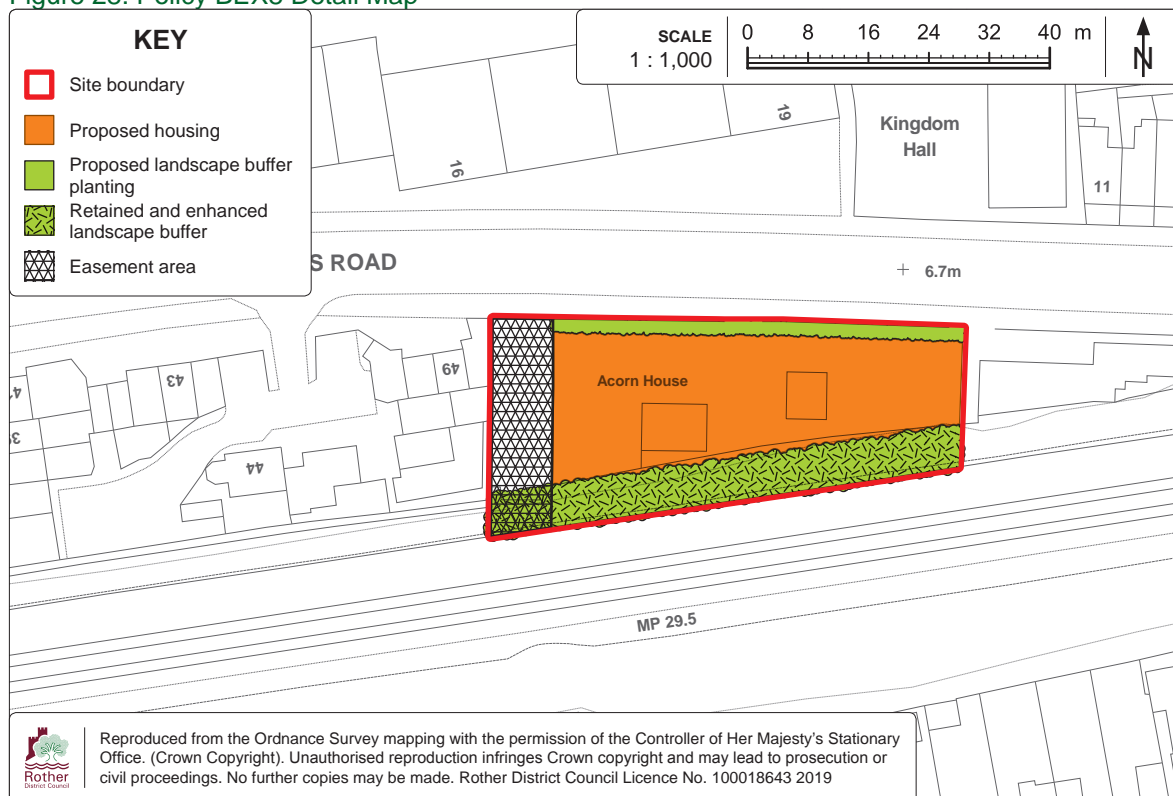 KEY
Site boundary
Proposed housing
Proposed landscape buffer
planting
Retained and enhanced
landscape buffer
Easement area
SCALE
1 : 1,000
0 8 16 24 32 40 m
N
19
16
Kingdom
Hall
11
S ROAD
6.7m
Acorn House
49
43
44
MP 29.5
Rother
District Council
Reproduced from the Ordnance Survey mapping with the permission of the Controller of Her Majesty's Stationary
Office. (Crown Copyright). Unauthorised reproduction infringes Crown copyright and may lead to prosecution or
civil proceedings. No further copies may be made. Rother District Council Licence No. 100018643 2019